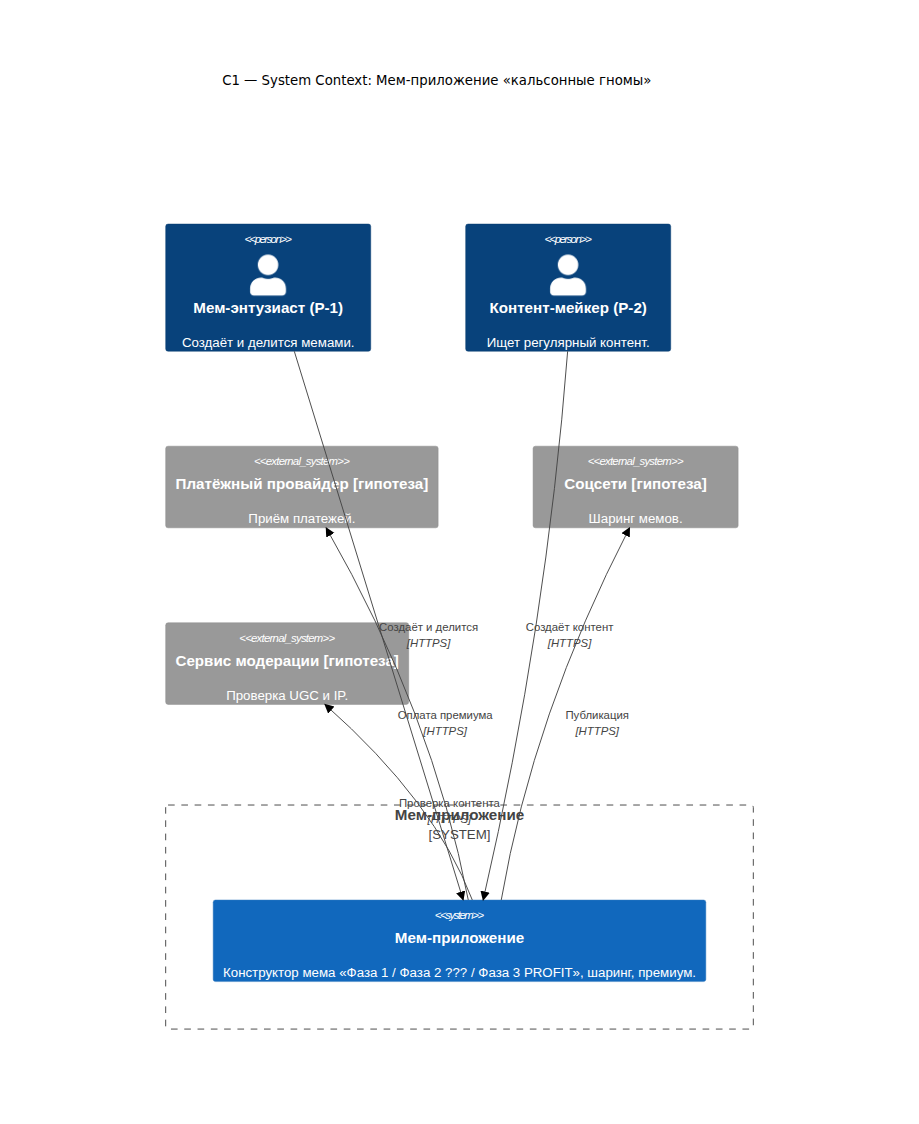 C1 — System Context: Мем-приложение «кальсонные гномы»
<<person>>
Мем-энтузиаст (P-1)
Создаёт и делится мемами.
<<person>>
Контент-мейкер (P-2)
Ищет регулярный контент.
<<external_system>>
Платёжный провайдер [гипотеза]
Приём платежей.
<<external_system>>
Соцсети [гипотеза]
Шаринг мемов.
<<external_system>>
Сервис модерации [гипотеза]
Проверка UGC и IP.
Создаёт и делится
[HTTPS]
Создаёт контент
[HTTPS]
Оплата премиума
[HTTPS]
Публикация
[HTTPS]
Проверка контента
[HTTPS]
Мем-приложение
[SYSTEM]
<<system>>
Мем-приложение
Конструктор мема «Фаза 1 / Фаза 2 ??? / Фаза 3 PROFIT», шаринг, премиум.